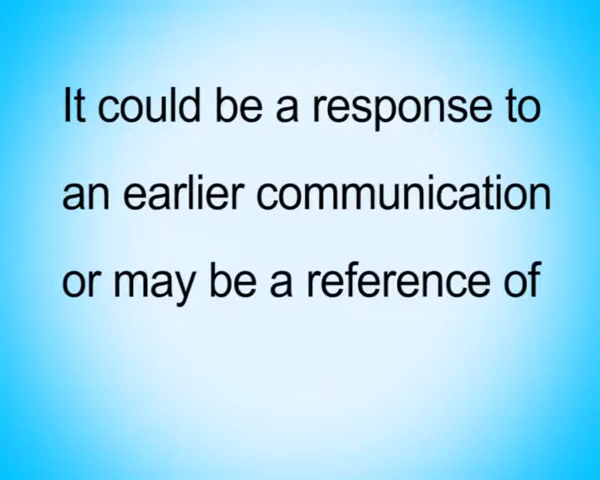 It could be a response to
an earlier communication
or may be a reference of